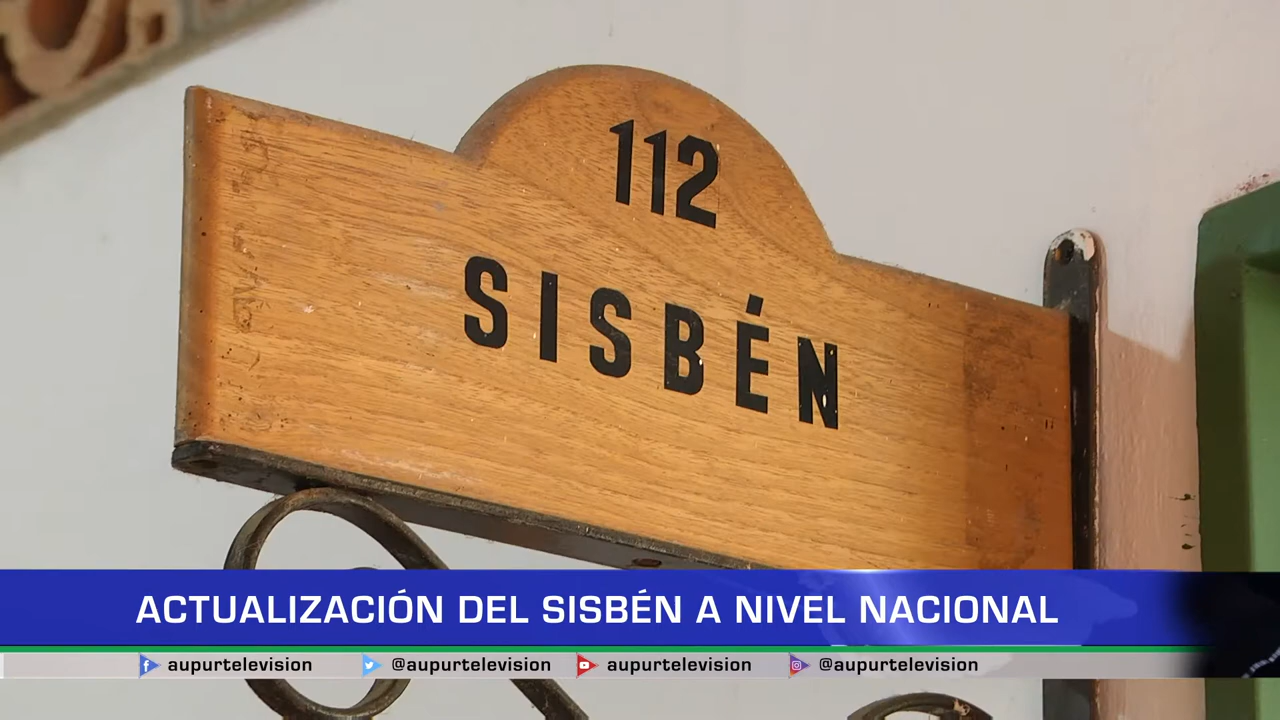 112
SISBÉN
ACTUALIZACIÓN DEL SISBÉN A NIVEL NACIONAL
aupurtelevision @aupurtelevision aupurtelevision @aupurtelevision